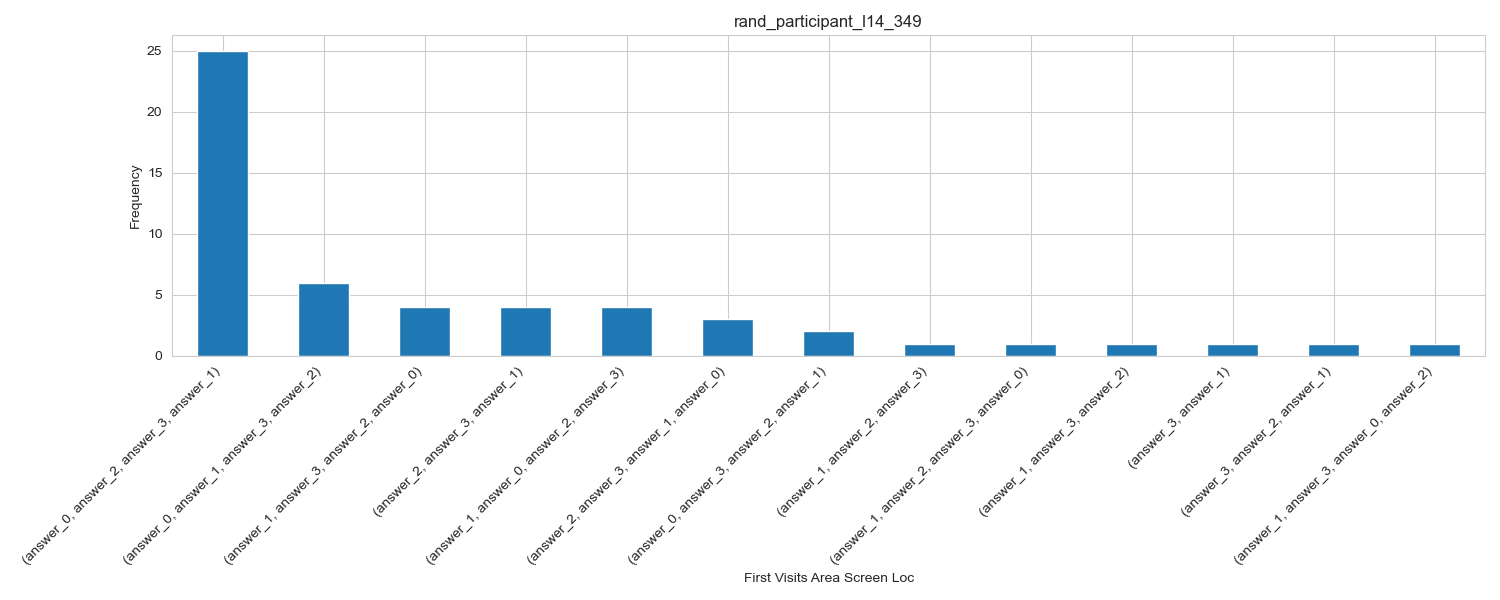 rand_participant_l14_349
Frequency
25
20
15
10
5
0
(answer_0, answer_2, answer_3, answer_1)
(answer_0, answer_1, answer_3, answer_2)
(answer_1, answer_3, answer_2, answer_0)
(answer_2, answer_3, answer_1)
(answer_1, answer_0, answer_2, answer_3)
(answer_2, answer_3, answer_1, answer_0)
(answer_0, answer_3, answer_2, answer_1)
(answer_1, answer_2, answer_3)
(answer_1, answer_2, answer_3, answer_0)
(answer_1, answer_3, answer_2)
(answer_3, answer_1)
(answer_3, answer_2, answer_1)
(answer_1, answer_3, answer_0, answer_2)
First Visits Area Screen Loc